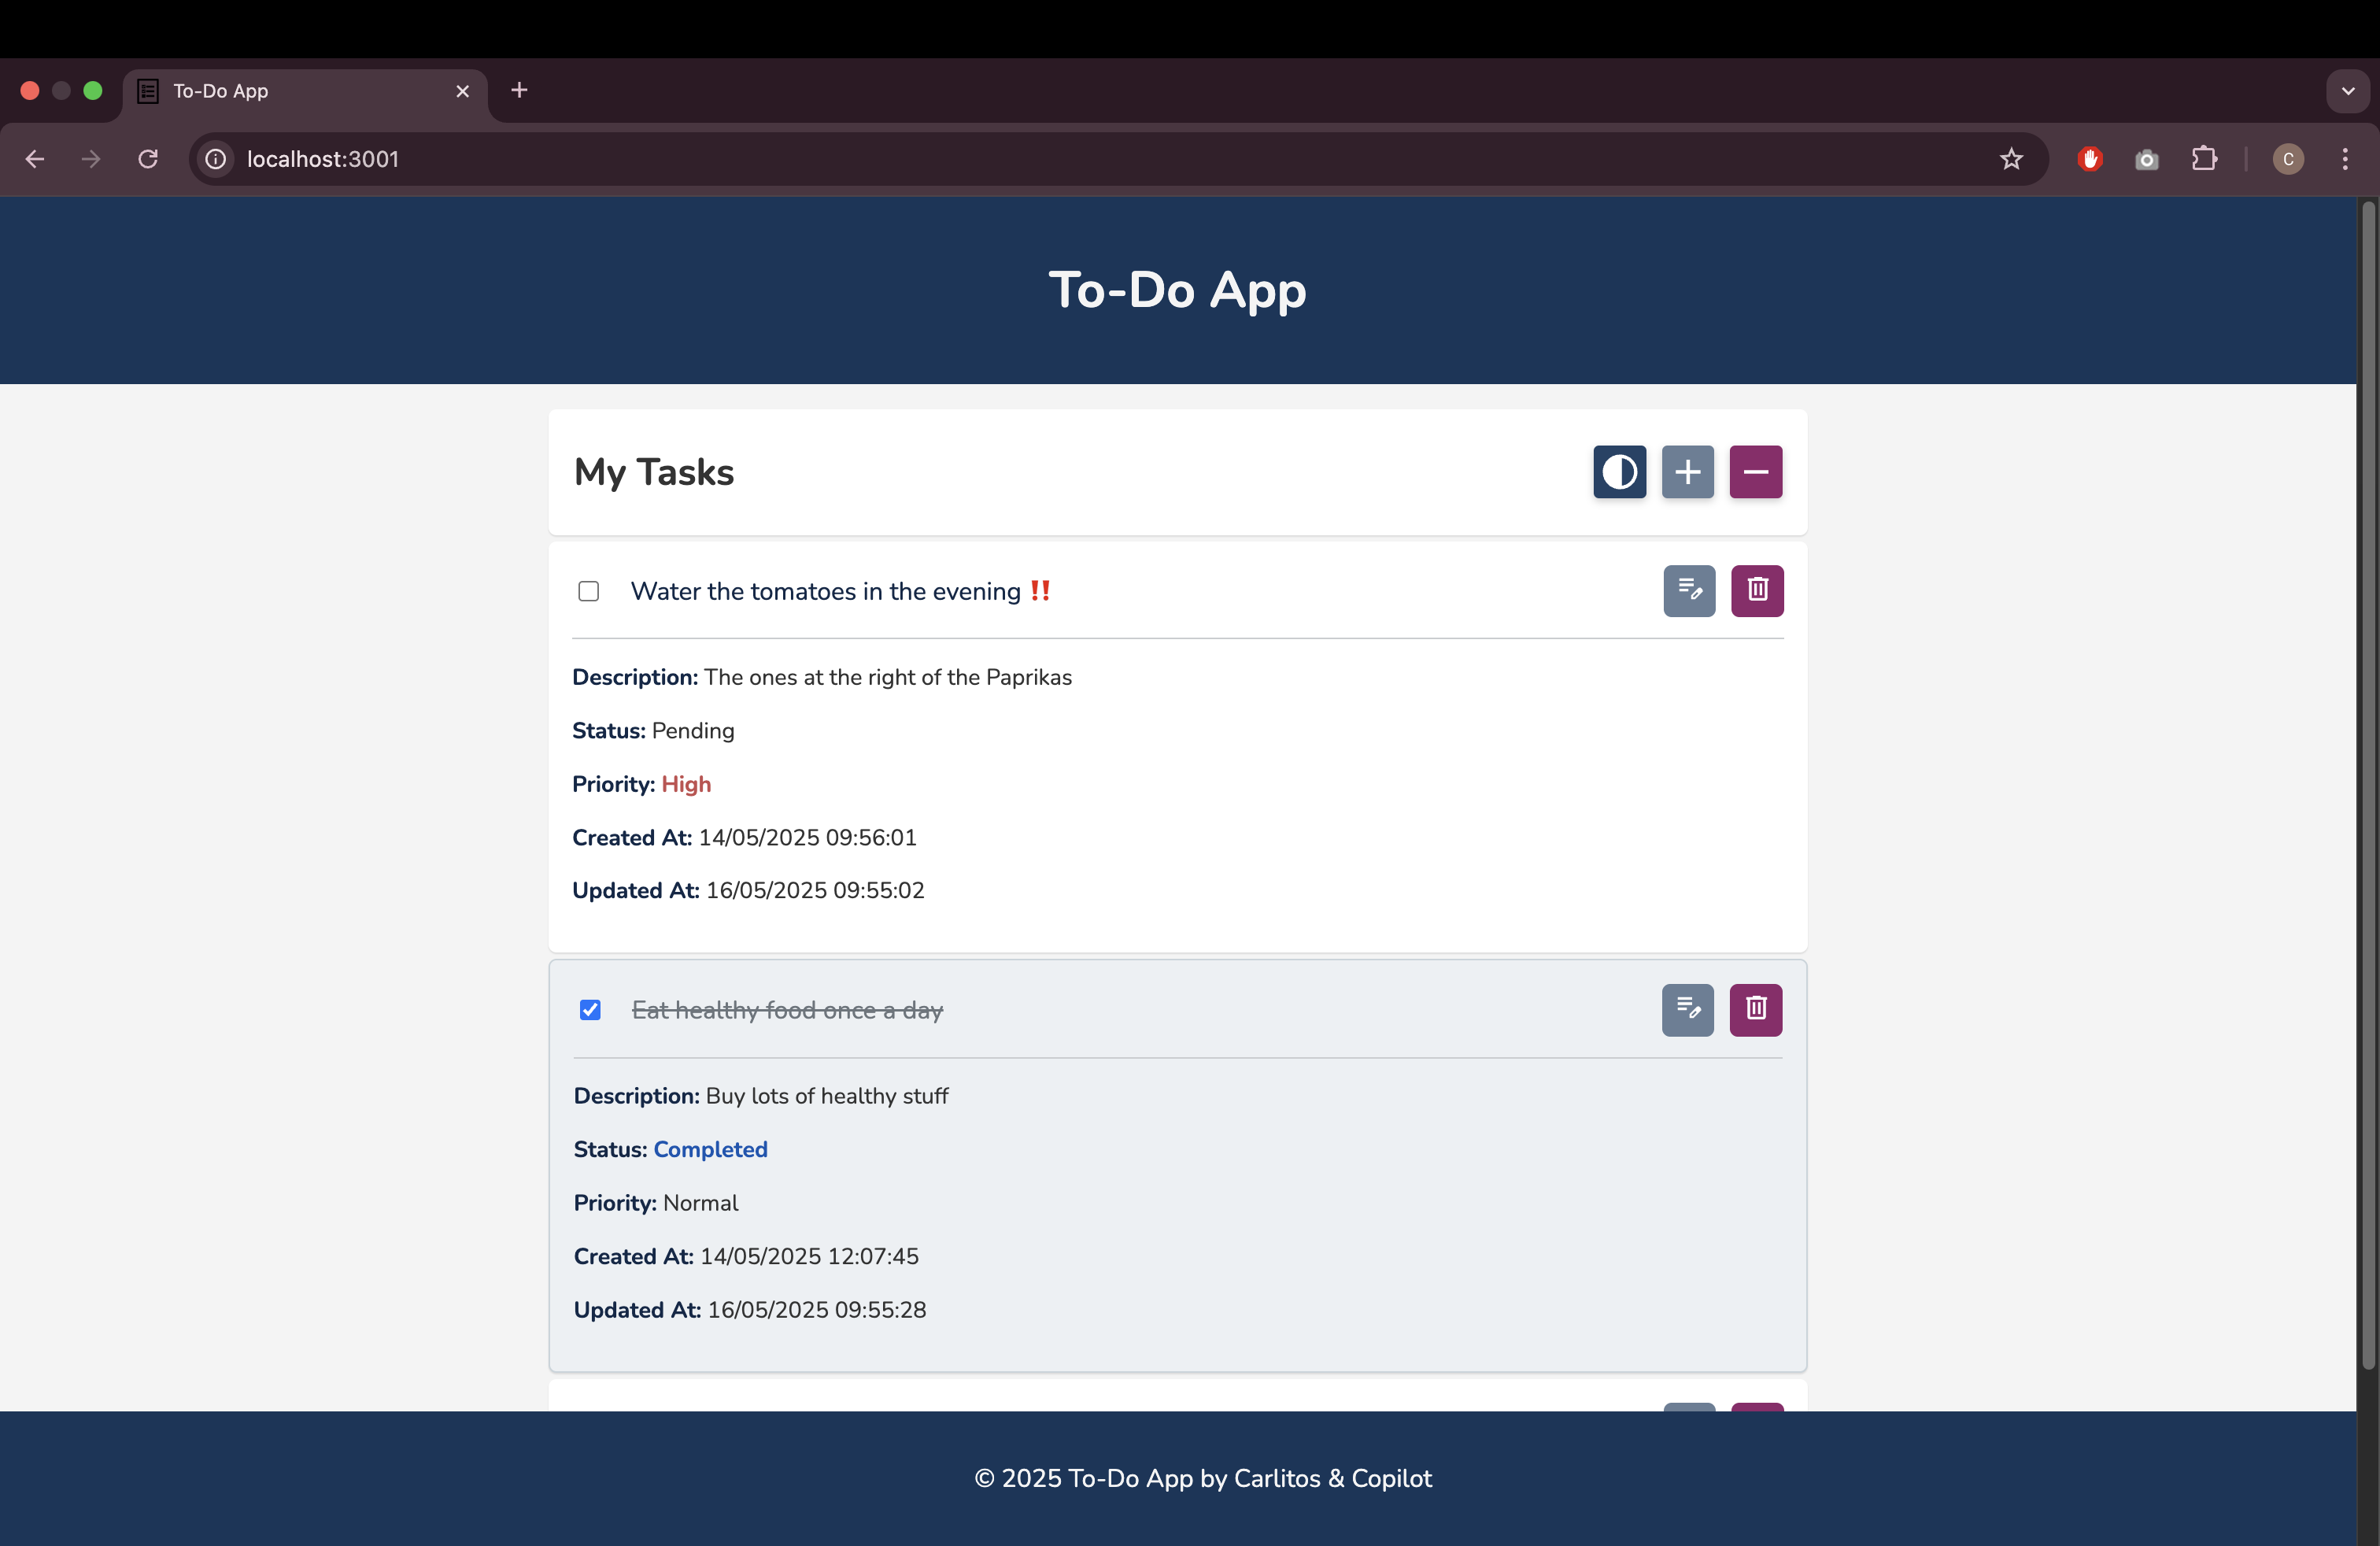 To-Do App
localhost:3001
C
To-Do App
My Tasks
Water the tomatoes in the evening ‼
Description: The ones at the right of the Paprikas
Status: Pending
Priority: High
Created At: 14/05/2025 09:56:01
Updated At: 16/05/2025 09:55:02
Eat healthy food once a day
Description: Buy lots of healthy stuff
Status: Completed
Priority: Normal
Created At: 14/05/2025 12:07:45
Updated At: 16/05/2025 09:55:28
© 2025 To-Do App by Carlitos & Copilot